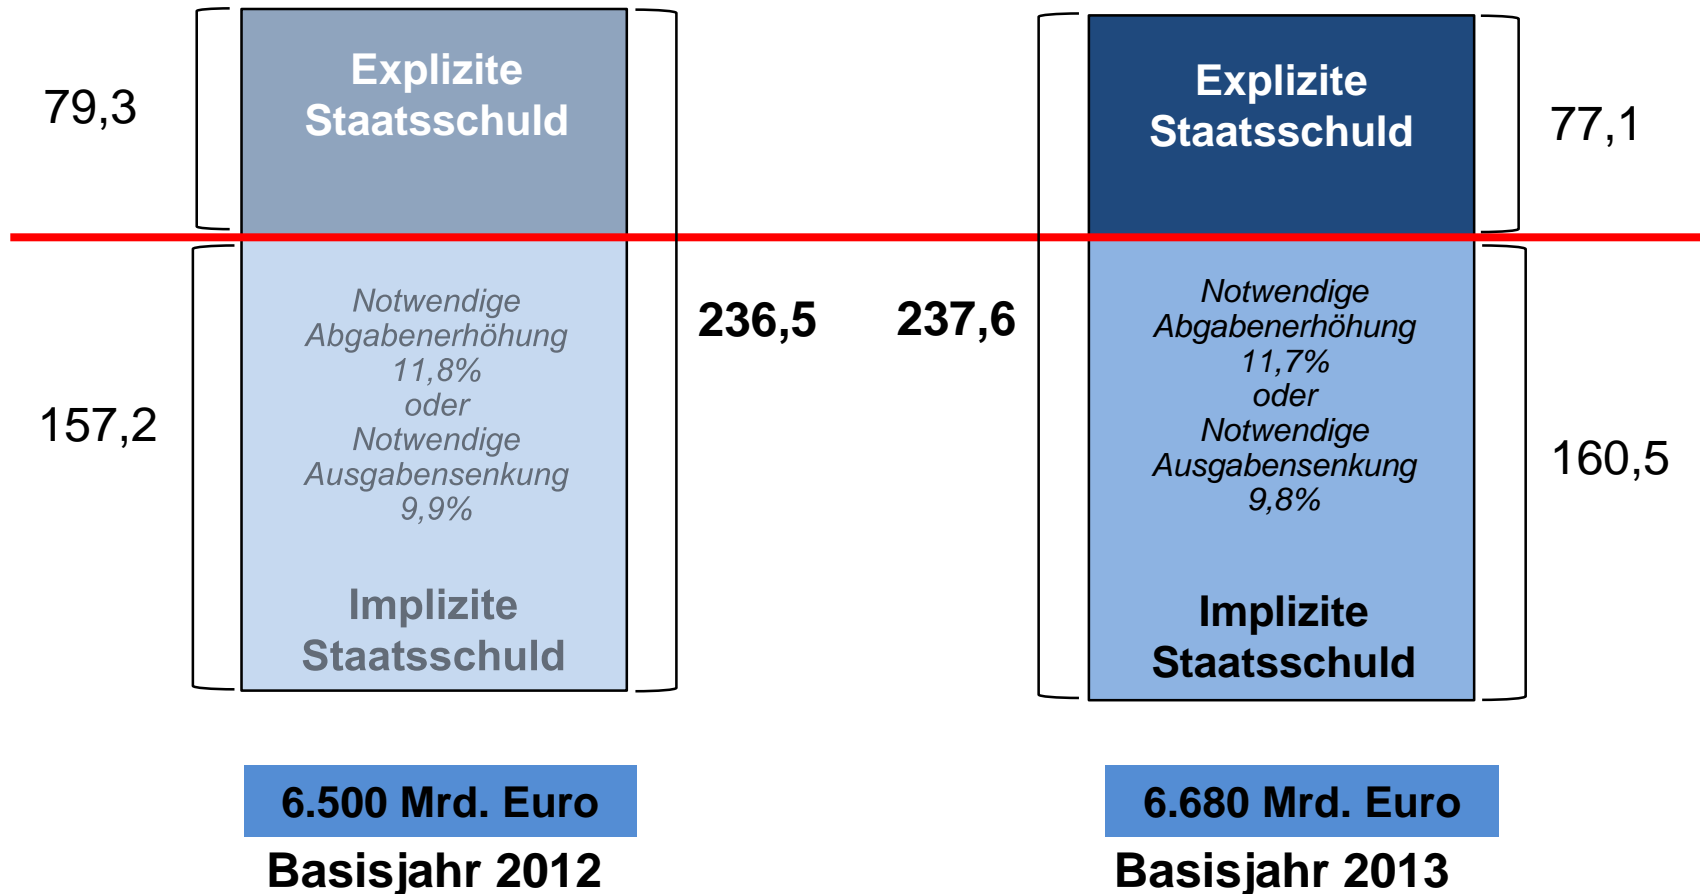 79,3
Explizite
Staatsschuld
157,2
Notwendige
Abgabenerhöhung
11,8%
oder
Notwendige
Ausgabensenkung
9,9%
Implizite
Staatsschuld
236,5
6.500 Mrd. Euro
Basisjahr 2012
237,6
Explizite
Staatsschuld
77,1
Notwendige
Abgabenerhöhung
11,7%
oder
Notwendige
Ausgabensenkung
9,8%
160,5
Implizite
Staatsschuld
6.680 Mrd. Euro
Basisjahr 2013